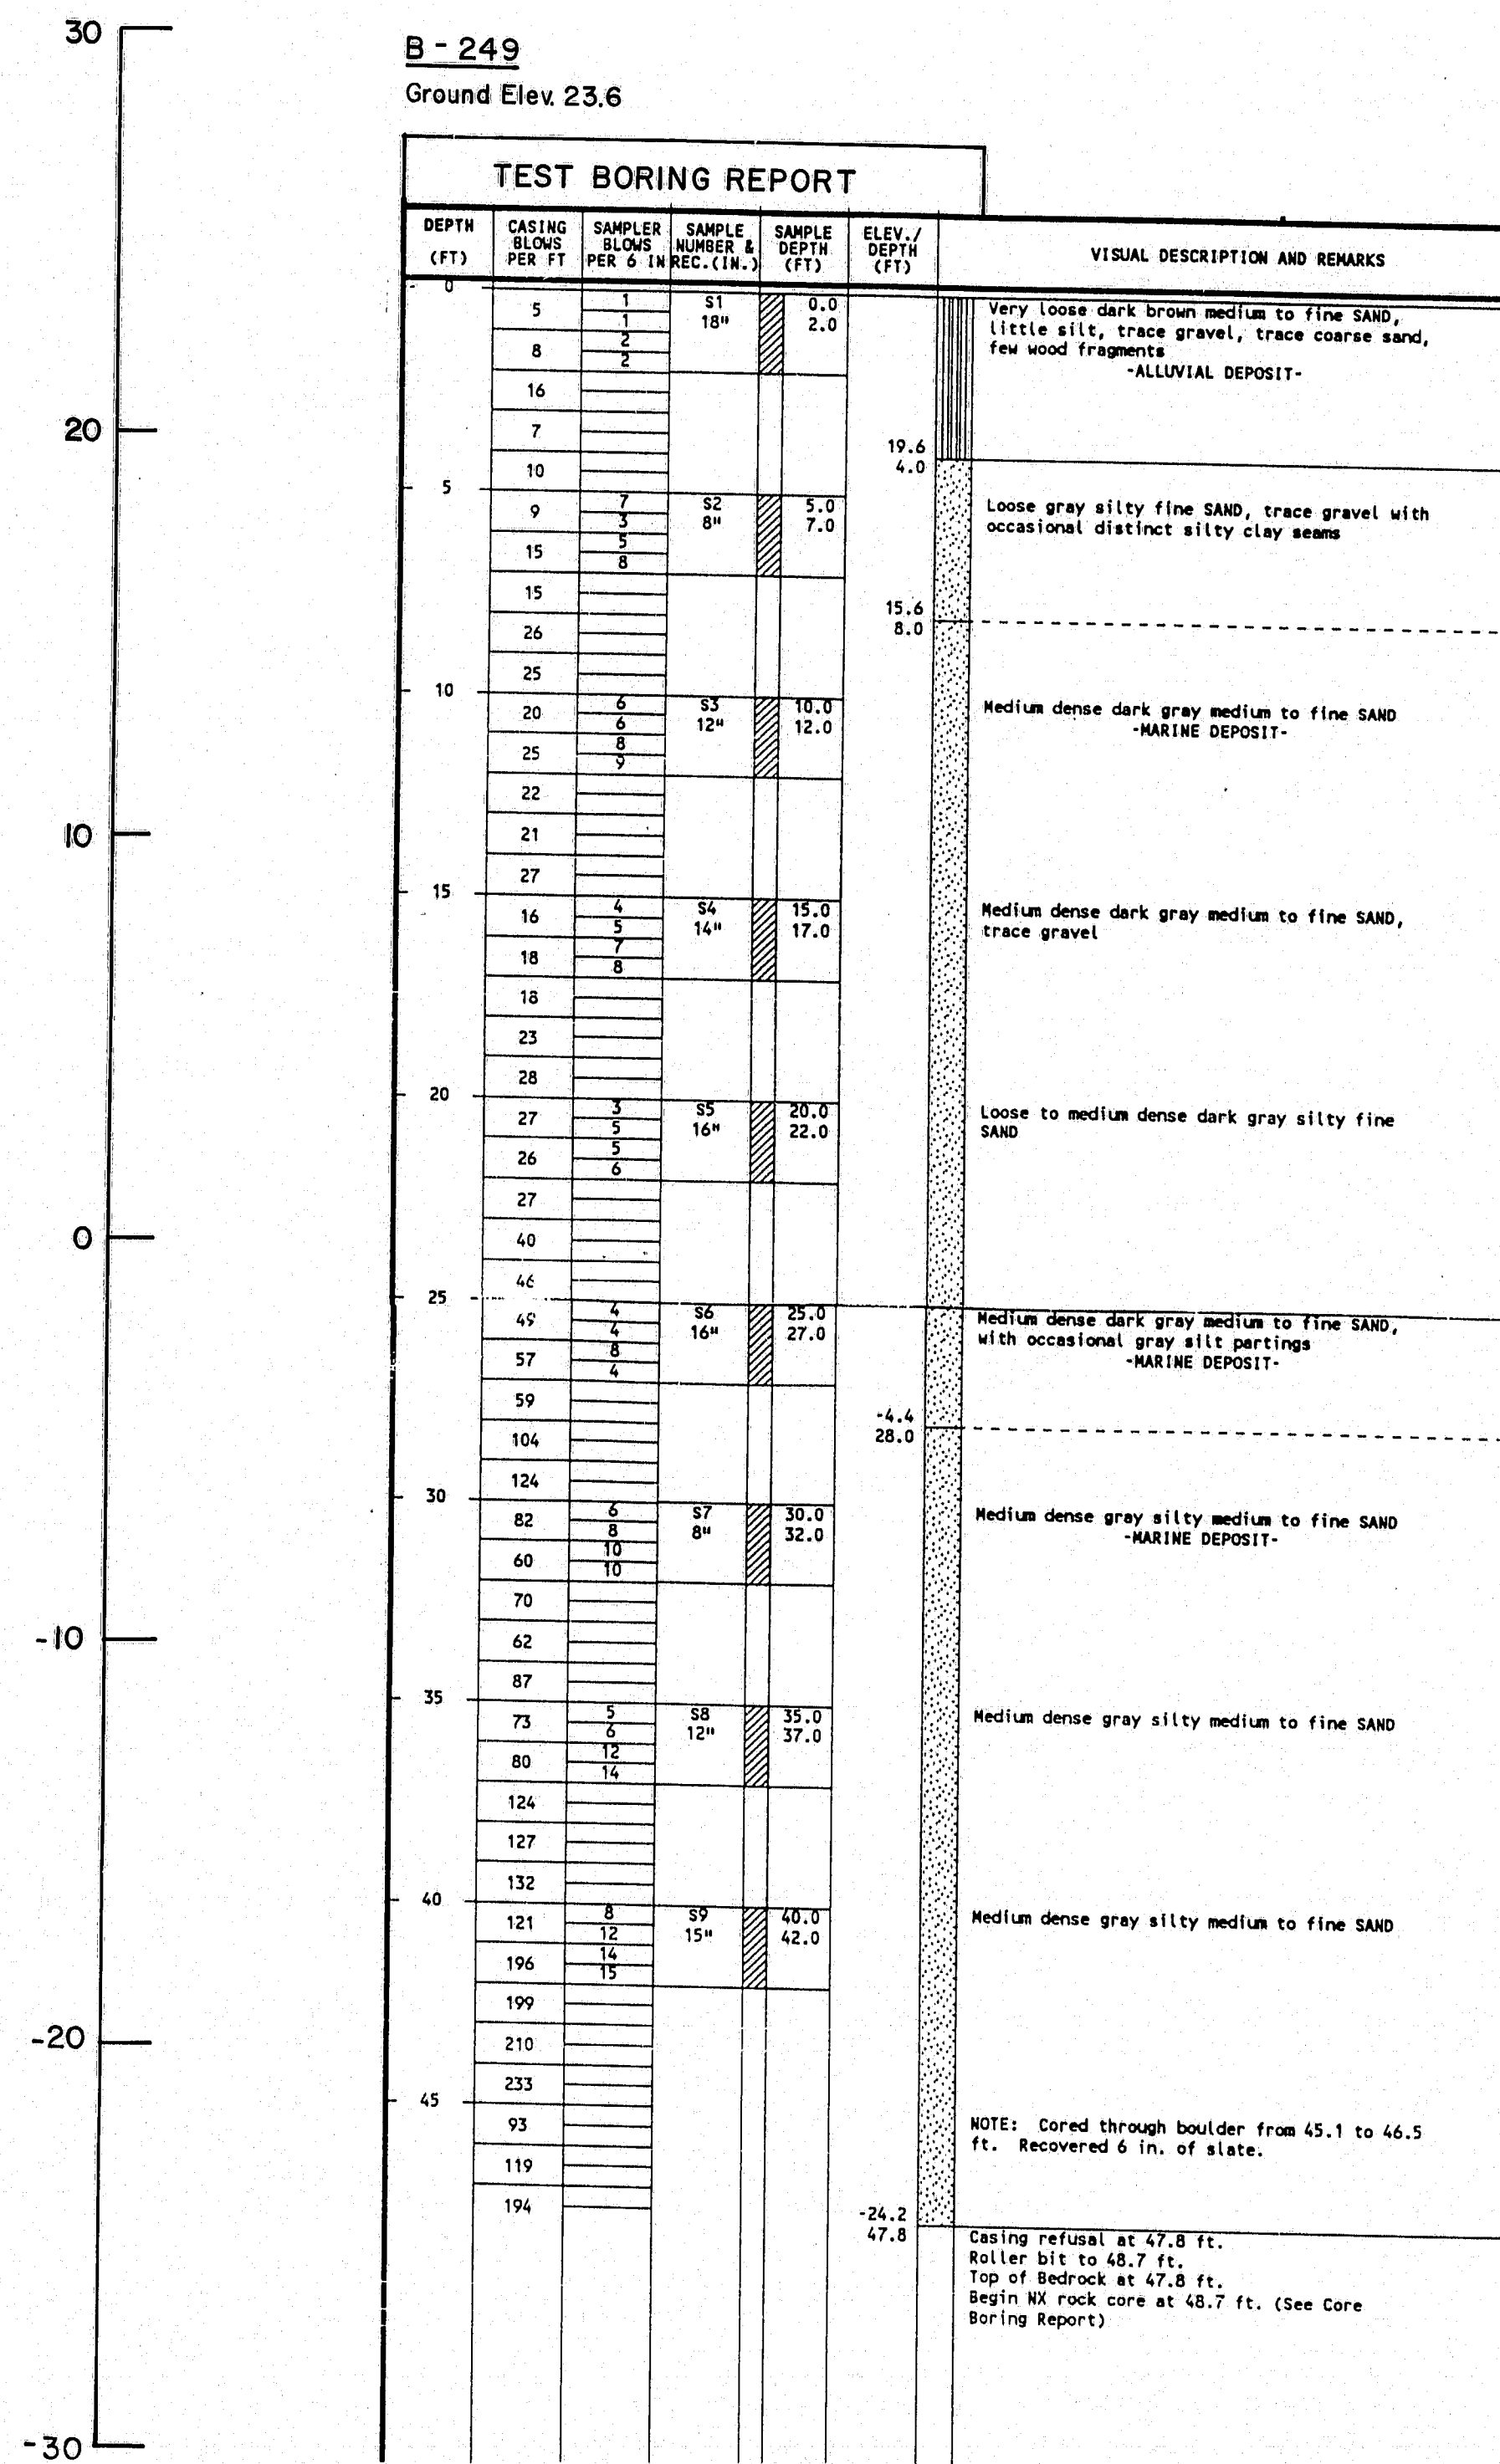 30
20
10
0
-10
-20
-30
B - 249
Ground Elev. 23.6
TEST BORING REPORT
DEPTH (FT)
CASING BLOWS PER FT
SAMPLER BLOWS PER 6 IN
SAMPLE NUMBER & REC.(IN.)
SAMPLE DEPTH (FT)
ELEV./ DEPTH (FT)
VISUAL DESCRIPTION AND REMARKS
0
5 1 S1 0.0 Very loose dark brown medium to fine SAND,
1 18" 2.0 little silt, trace gravel, trace coarse sand,
8 2 few wood fragments
2 -ALLUVIAL DEPOSIT-
16
7
19.6
10 4.0
5
9 7 S2 5.0 Loose gray silty fine SAND, trace gravel with
3 8" 7.0 occasional distinct silty clay seams
15 5
8
15
15.6
26 8.0
25
10
20 6 S3 10.0 Medium dense dark gray medium to fine SAND
6 12" 12.0 -MARINE DEPOSIT-
25 8
9
22
21
27
15
16 4 S4 15.0 Medium dense dark gray medium to fine SAND,
5 14" 17.0 trace gravel
18 7
8
18
23
28
20
27 3 S5 20.0 Loose to medium dense dark gray silty fine
5 16" 22.0 SAND
26 5
6
27
40
46
25
49 4 S6 25.0 Medium dense dark gray medium to fine SAND,
4 16" 27.0 with occasional gray silt partings
57 8 -MARINE DEPOSIT-
4
59
-4.4
104 28.0
124
30
82 6 S7 30.0 Medium dense gray silty medium to fine SAND
8 8" 32.0 -MARINE DEPOSIT-
60 10
10
70
62
87
35
73 5 S8 35.0 Medium dense gray silty medium to fine SAND
6 12" 37.0
80 12
14
124
127
132
40
121 8 S9 40.0 Medium dense gray silty medium to fine SAND
12 15" 42.0
196 14
15
199
210
233
45
93 NOTE: Cored through boulder from 45.1 to 46.5
ft. Recovered 6 in. of slate.
119
194 -24.2
47.8 Casing refusal at 47.8 ft.
Roller bit to 48.7 ft.
Top of Bedrock at 47.8 ft.
Begin NX rock core at 48.7 ft. (See Core
Boring Report)